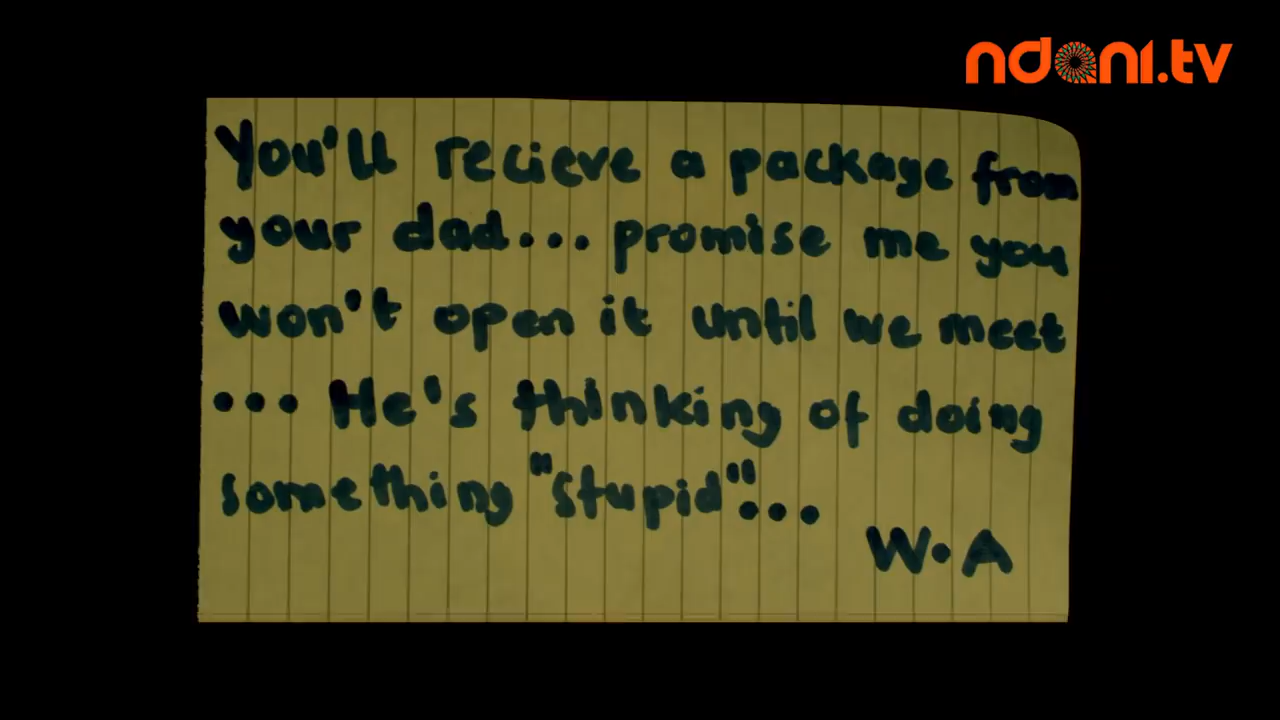 ndani.tv
You'll recieve a package from
your dad... promise me you
won't open it until we meet
... He's thinking of doing
something "stupid"...
W.A